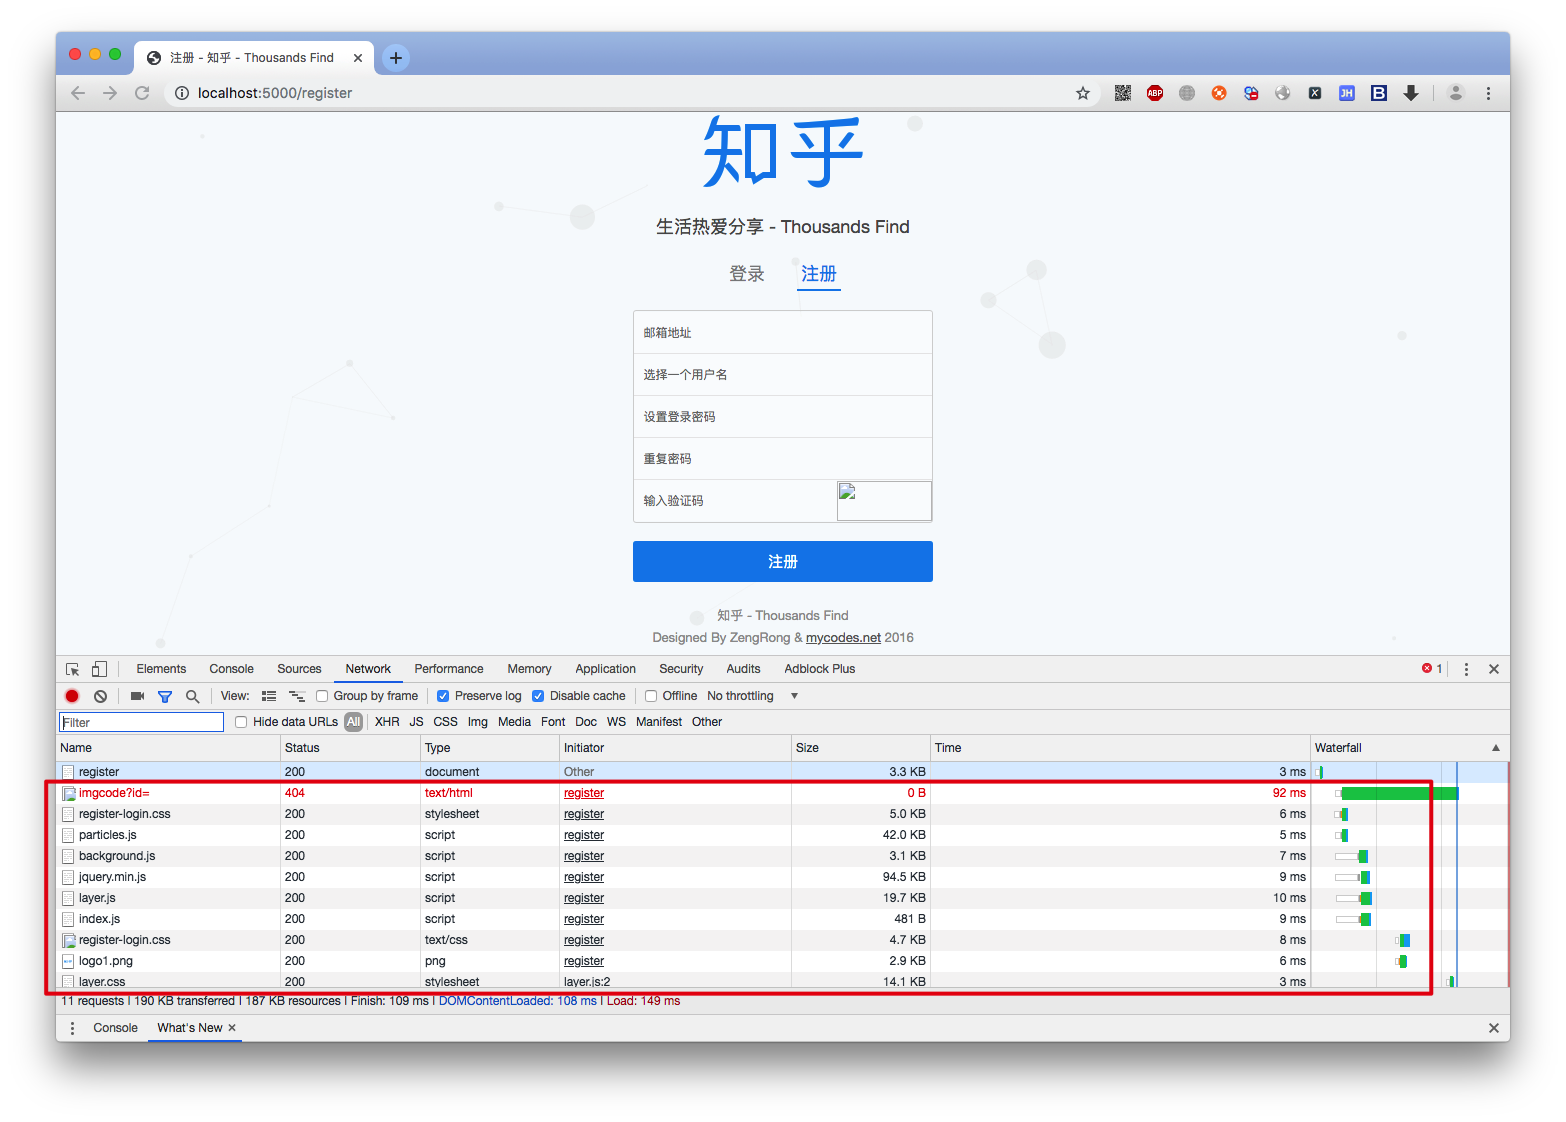 注册 - 知乎 - Thousands Find
localhost:5000/register
ABP
JH
B
知乎
生活热爱分享 - Thousands Find
登录 注册
邮箱地址
选择一个用户名
设置登录密码
重复密码
输入验证码
注册
知乎 - Thousands Find
Designed By ZengRong & mycodes.net 2016
Elements Console Sources Network Performance Memory Application Security Audits Adblock Plus 1
View: Group by frame Preserve log Disable cache Offline No throttling
Filter Hide data URLs All XHR JS CSS Img Media Font Doc WS Manifest Other
Name Status Type Initiator Size Time Waterfall
register 200 document Other 3.3 KB 3 ms
imgcode?id= 404 text/html register 0 B 92 ms
register-login.css 200 stylesheet register 5.0 KB 6 ms
particles.js 200 script register 42.0 KB 5 ms
background.js 200 script register 3.1 KB 7 ms
jquery.min.js 200 script register 94.5 KB 9 ms
layer.js 200 script register 19.7 KB 10 ms
index.js 200 script register 481 B 9 ms
register-login.css 200 text/css register 4.7 KB 8 ms
logo1.png 200 png register 2.9 KB 6 ms
layer.css 200 stylesheet layer.js:2 14.1 KB 3 ms
11 requests | 190 KB transferred | 187 KB resources | Finish: 109 ms | DOMContentLoaded: 108 ms | Load: 149 ms
Console What's New